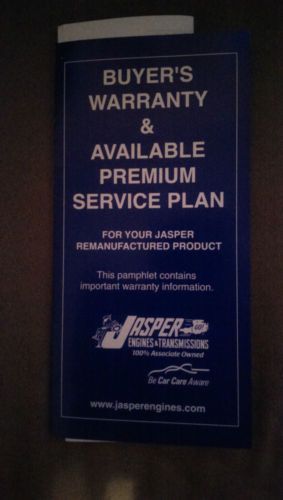 BUYER'S
WARRANTY
&
AVAILABLE
PREMIUM
SERVICE PLAN
FOR YOUR JASPER
REMANUFACTURED PRODUCT
This pamphlet contains
important warranty information.
JASPER
ENGINES & TRANSMISSIONS
100% Associate Owned
Be Car Care Aware
www.jasperengines.com